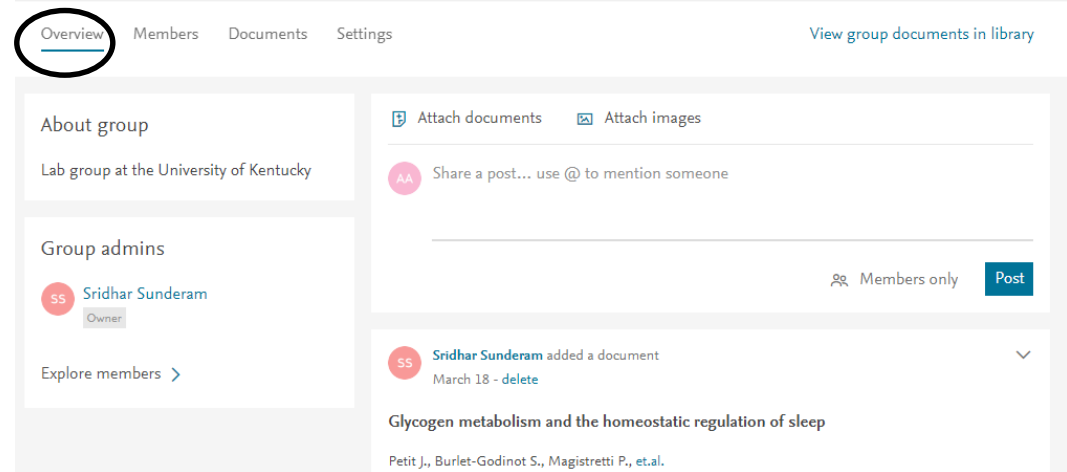 Overview Members Documents Settings View group documents in library
About group
Lab group at the University of Kentucky
Group admins
SS Sridhar Sunderam
Owner
Explore members
Attach documents Attach images
AA Share a post... use @ to mention someone
Members only Post
SS Sridhar Sunderam added a document
March 18 - delete
Glycogen metabolism and the homeostatic regulation of sleep
Petit J., Burlet-Godinot S., Magistretti P., et.al.